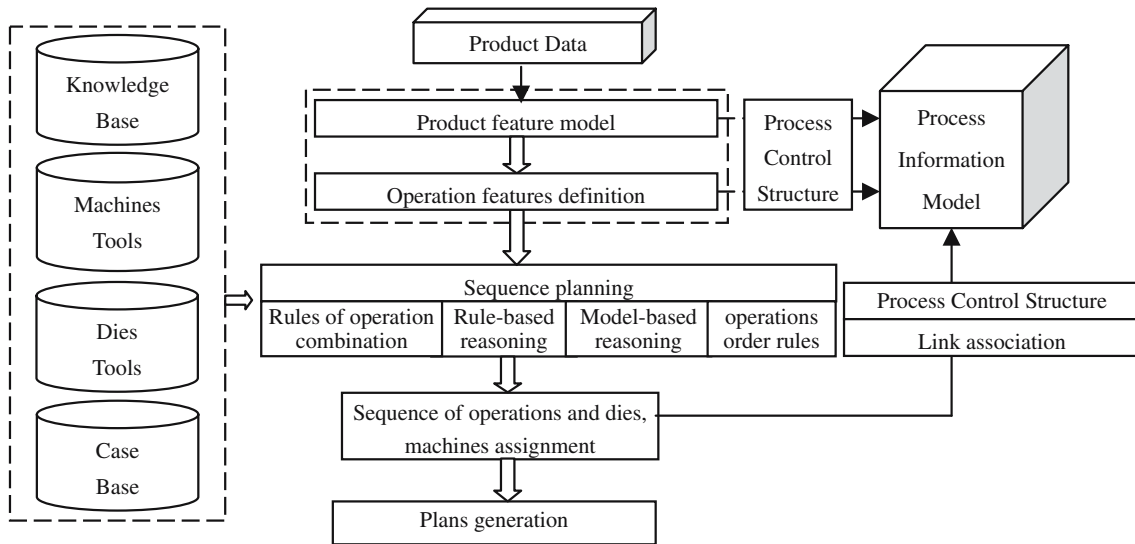 Knowledge
Base
Machines
Tools
Dies
Tools
Case
Base
Product Data
Product feature model
Operation features definition
Process
Control
Structure
Process
Information
Model
Sequence planning
Rules of operation
combination
Rule-based
reasoning
Model-based
reasoning
operations
order rules
Process Control Structure
Link association
Sequence of operations and dies,
machines assignment
Plans generation